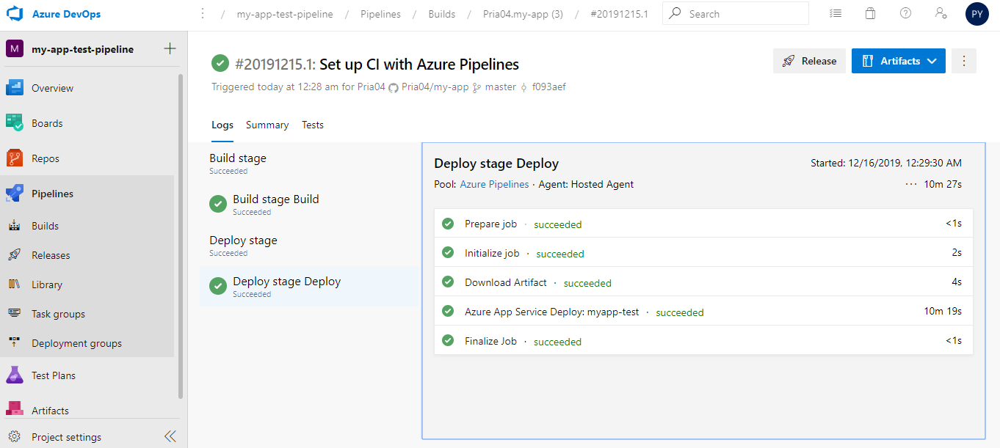 Azure DevOps
/ my-app-test-pipeline / Pipelines / Builds / Pria04.my-app (3) / #20191215.1
Search
PY
M my-app-test-pipeline
Overview
Boards
Repos
Pipelines
Builds
Releases
Library
Task groups
Deployment groups
Test Plans
Artifacts
Project settings
#20191215.1: Set up CI with Azure Pipelines
Triggered today at 12:28 am for Pria04 Pria04/my-app master f093aef
Release
Artifacts
Logs Summary Tests
Build stage
Succeeded
Build stage Build
Succeeded
Deploy stage
Succeeded
Deploy stage Deploy
Succeeded
Deploy stage Deploy
Started: 12/16/2019, 12:29:30 AM
Pool: Azure Pipelines · Agent: Hosted Agent
··· 10m 27s
Prepare job · succeeded <1s
Initialize job · succeeded 2s
Download Artifact · succeeded 4s
Azure App Service Deploy: myapp-test · succeeded 10m 19s
Finalize Job · succeeded <1s